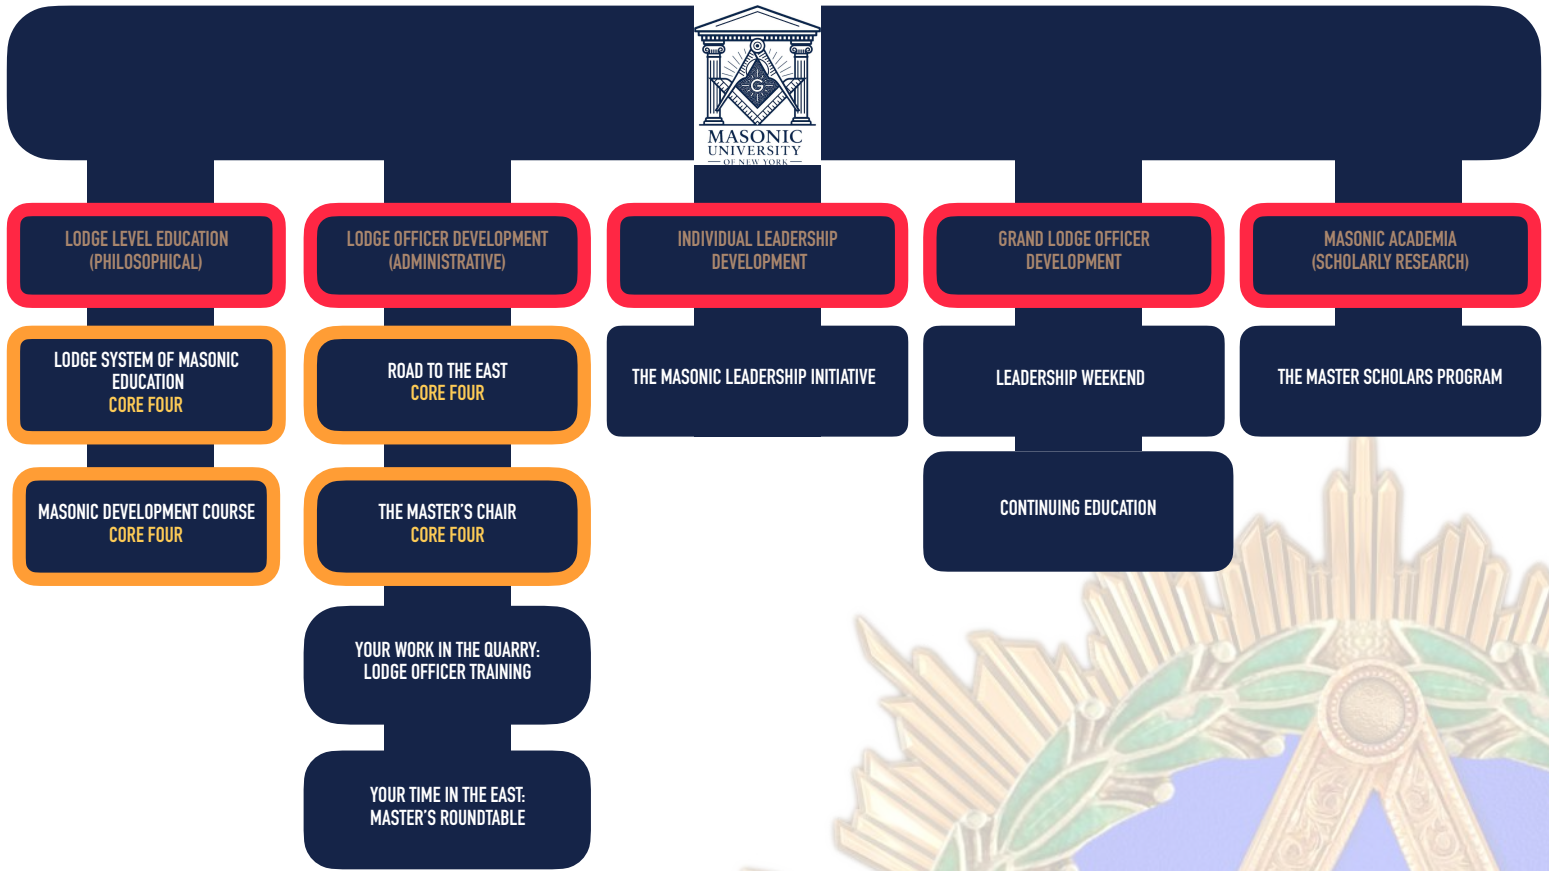 G
MASONIC
UNIVERSITY
OF NEW YORK
LODGE LEVEL EDUCATION
(PHILOSOPHICAL)
LODGE SYSTEM OF MASONIC
EDUCATION
CORE FOUR
MASONIC DEVELOPMENT COURSE
CORE FOUR
LODGE OFFICER DEVELOPMENT
(ADMINISTRATIVE)
ROAD TO THE EAST
CORE FOUR
THE MASTER'S CHAIR
CORE FOUR
YOUR WORK IN THE QUARRY:
LODGE OFFICER TRAINING
YOUR TIME IN THE EAST:
MASTER'S ROUNDTABLE
INDIVIDUAL LEADERSHIP
DEVELOPMENT
THE MASONIC LEADERSHIP INITIATIVE
GRAND LODGE OFFICER
DEVELOPMENT
LEADERSHIP WEEKEND
CONTINUING EDUCATION
MASONIC ACADEMIA
(SCHOLARLY RESEARCH)
THE MASTER SCHOLARS PROGRAM